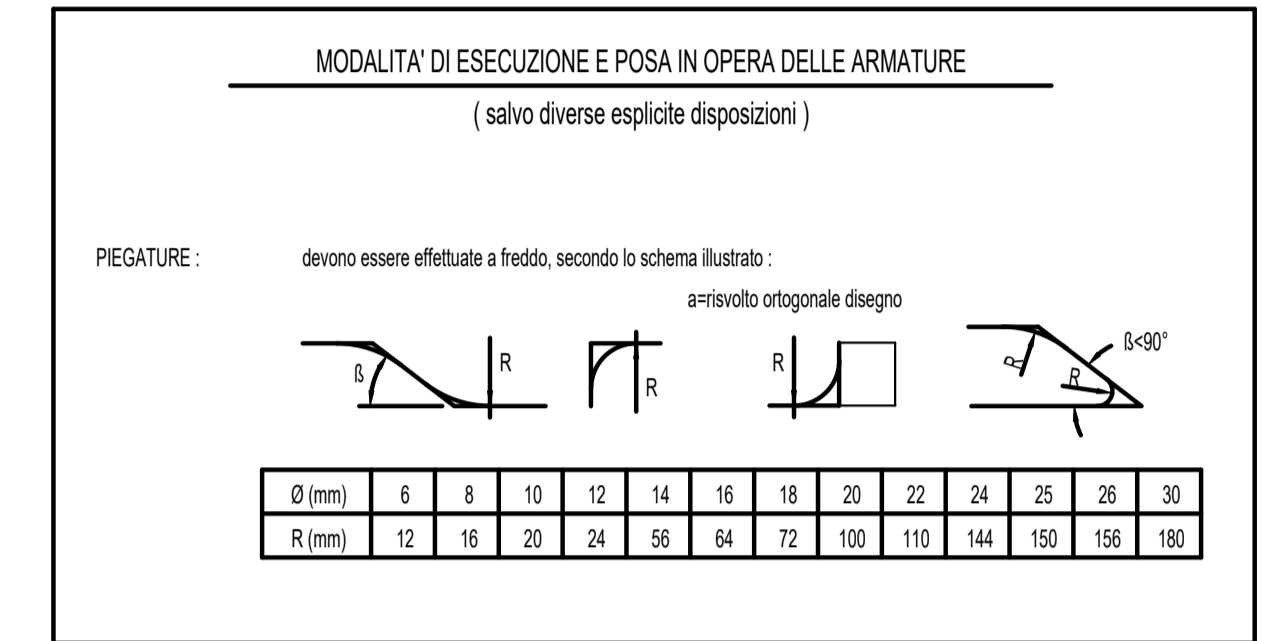 MODALITA' DI ESECUZIONE E POSA IN OPERA DELLE ARMATURE
( salvo diverse esplicite disposizioni )
PIEGATURE : devono essere effettuate a freddo, secondo lo schema illustrato :
a=risvolto ortogonale disegno
ß R R R R R ß<90°
Ø (mm) 6 8 10 12 14 16 18 20 22 24 25 26 30
R (mm) 12 16 20 24 56 64 72 100 110 144 150 156 180